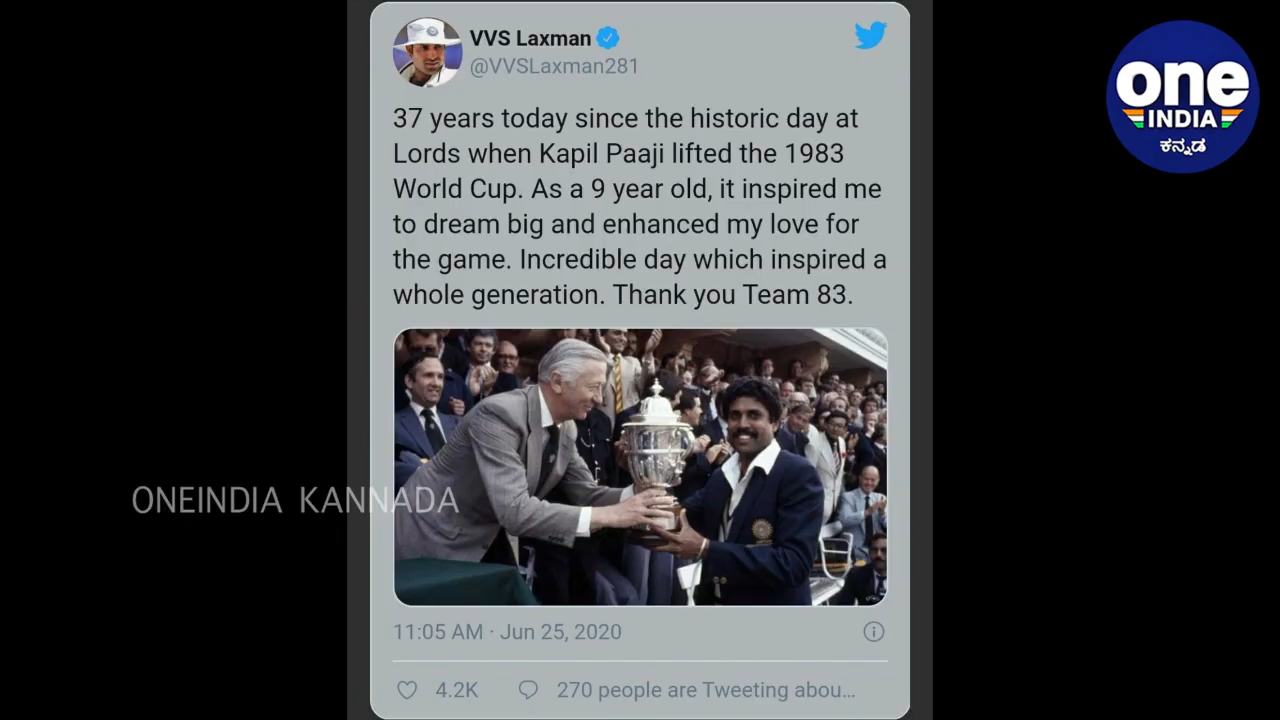 VVS Laxman
@VVSLaxman281
37 years today since the historic day at
Lords when Kapil Paaji lifted the 1983
World Cup. As a 9 year old, it inspired me
to dream big and enhanced my love for
the game. Incredible day which inspired a
whole generation. Thank you Team 83.
11:05 AM · Jun 25, 2020
4.2K
270 people are Tweeting abou...
ONEINDIA KANNADA
one
INDIA
ಕನ್ನಡ